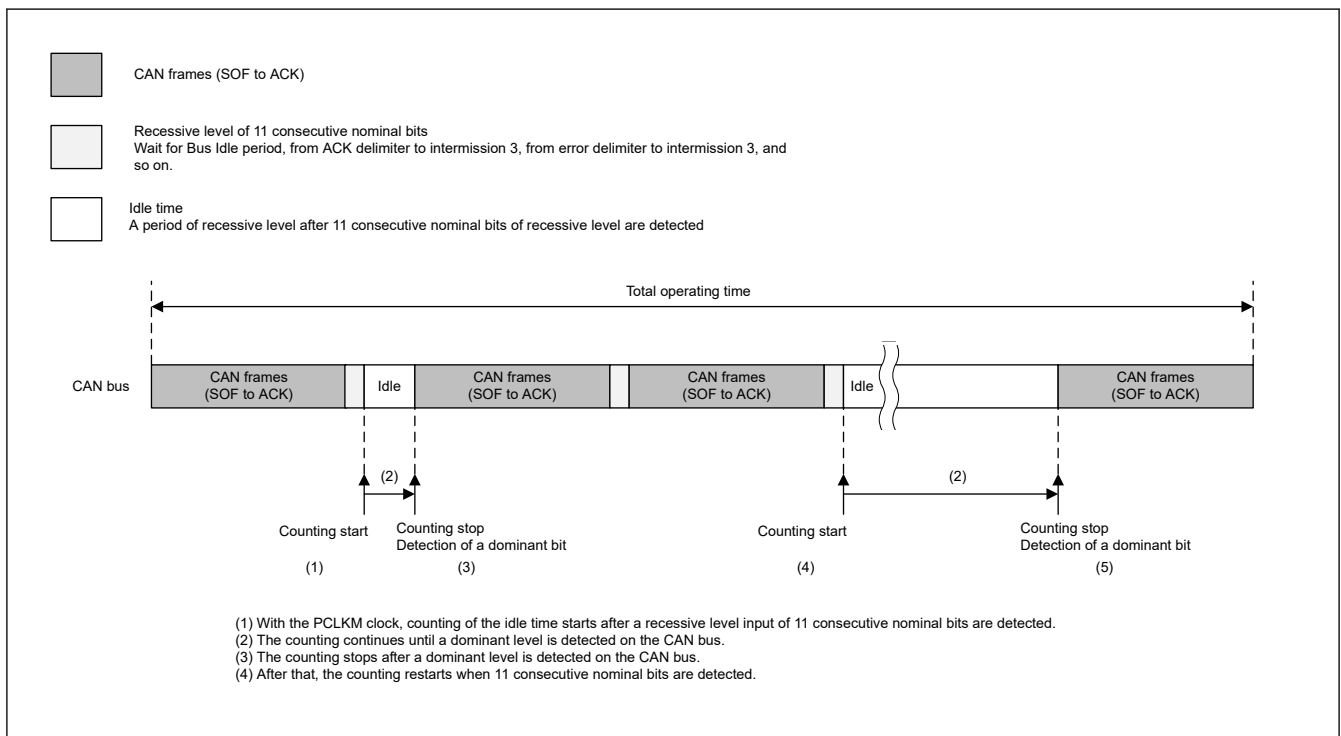 CAN frames (SOF to ACK)
Recessive level of 11 consecutive nominal bits
Wait for Bus Idle period, from ACK delimiter to intermission 3, from error delimiter to intermission 3, and
so on.
Idle time
A period of recessive level after 11 consecutive nominal bits of recessive level are detected
Total operating time
CAN bus
CAN frames
(SOF to ACK)
Idle
CAN frames
(SOF to ACK)
CAN frames
(SOF to ACK)
Idle
CAN frames
(SOF to ACK)
(2)
(2)
Counting start
Counting stop
Detection of a dominant bit
Counting start
Counting stop
Detection of a dominant bit
(1)
(3)
(4)
(5)
(1) With the PCLKM clock, counting of the idle time starts after a recessive level input of 11 consecutive nominal bits are detected.
(2) The counting continues until a dominant level is detected on the CAN bus.
(3) The counting stops after a dominant level is detected on the CAN bus.
(4) After that, the counting restarts when 11 consecutive nominal bits are detected.